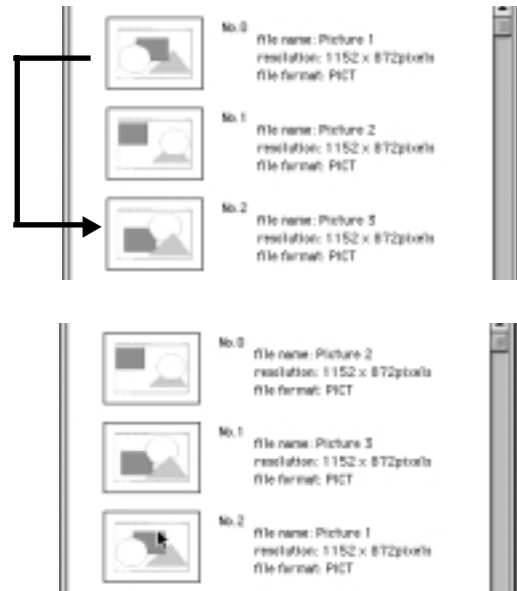 No.0
file name: Picture 1
resolution: 1152 x 872pixels
file format: PICT
No.1
file name: Picture 2
resolution: 1152 x 872pixels
file format: PICT
No.2
file name: Picture 3
resolution: 1152 x 872pixels
file format: PICT
No.0
file name: Picture 2
resolution: 1152 x 872pixels
file format: PICT
No.1
file name: Picture 3
resolution: 1152 x 872pixels
file format: PICT
No.2
file name: Picture 1
resolution: 1152 x 872pixels
file format: PICT